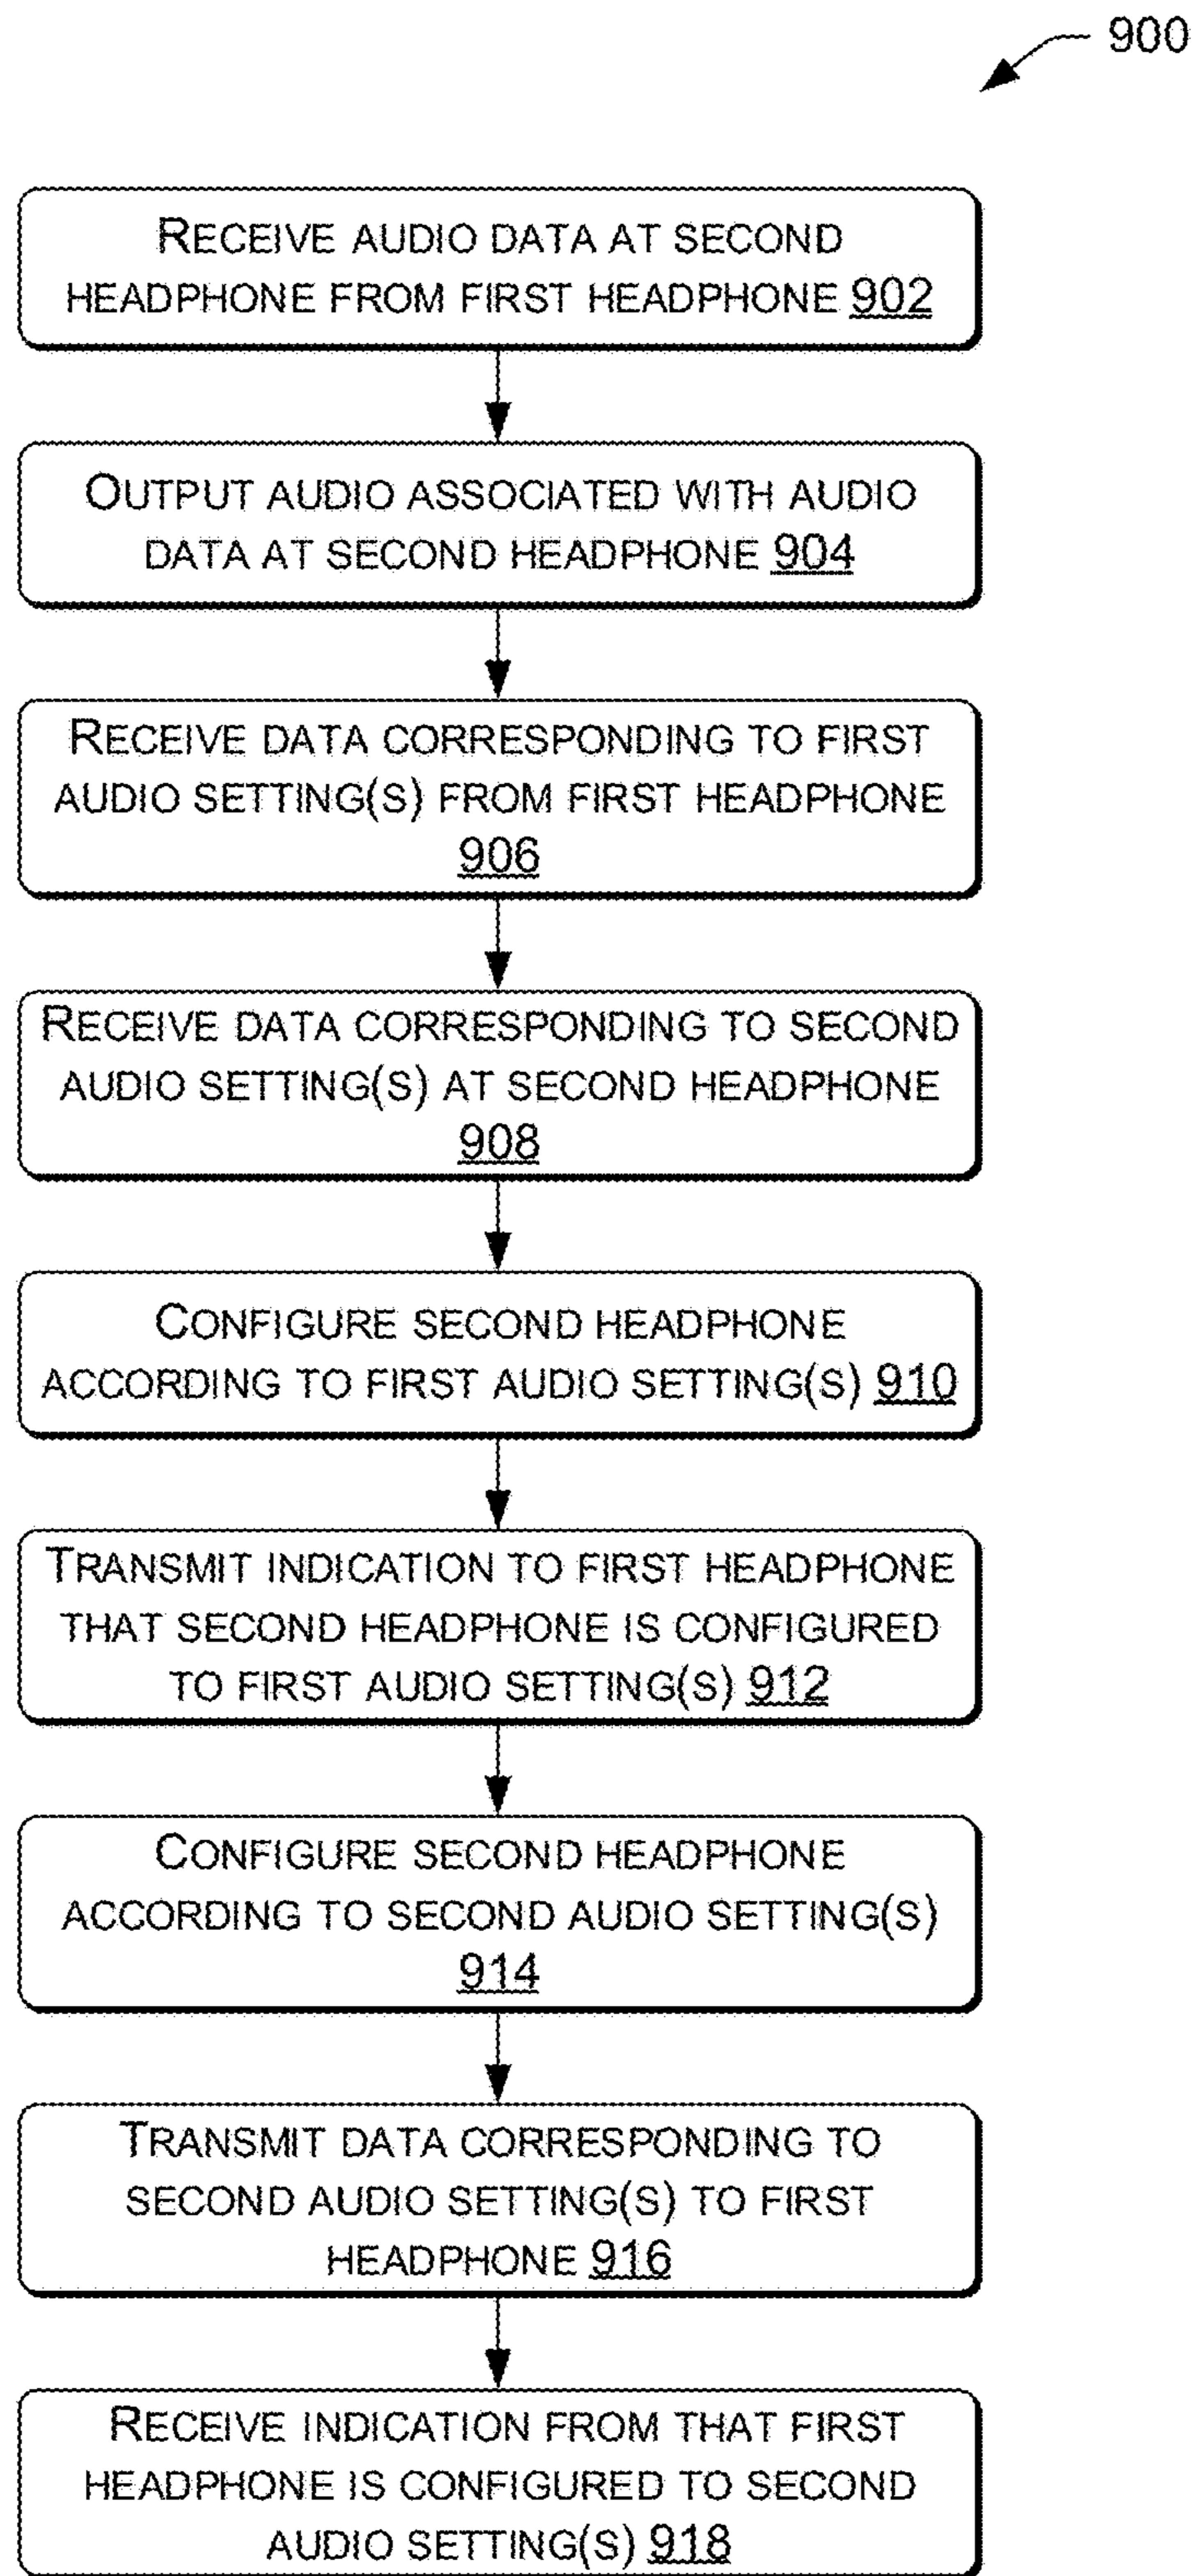 900
RECEIVE AUDIO DATA AT SECOND
HEADPHONE FROM FIRST HEADPHONE 902
OUTPUT AUDIO ASSOCIATED WITH AUDIO
DATA AT SECOND HEADPHONE 904
RECEIVE DATA CORRESPONDING TO FIRST
AUDIO SETTING(S) FROM FIRST HEADPHONE
906
RECEIVE DATA CORRESPONDING TO SECOND
AUDIO SETTING(S) AT SECOND HEADPHONE
908
CONFIGURE SECOND HEADPHONE
ACCORDING TO FIRST AUDIO SETTING(S) 910
TRANSMIT INDICATION TO FIRST HEADPHONE
THAT SECOND HEADPHONE IS CONFIGURED
TO FIRST AUDIO SETTING(S) 912
CONFIGURE SECOND HEADPHONE
ACCORDING TO SECOND AUDIO SETTING(S)
914
TRANSMIT DATA CORRESPONDING TO
SECOND AUDIO SETTING(S) TO FIRST
HEADPHONE 916
RECEIVE INDICATION FROM THAT FIRST
HEADPHONE IS CONFIGURED TO SECOND
AUDIO SETTING(S) 918